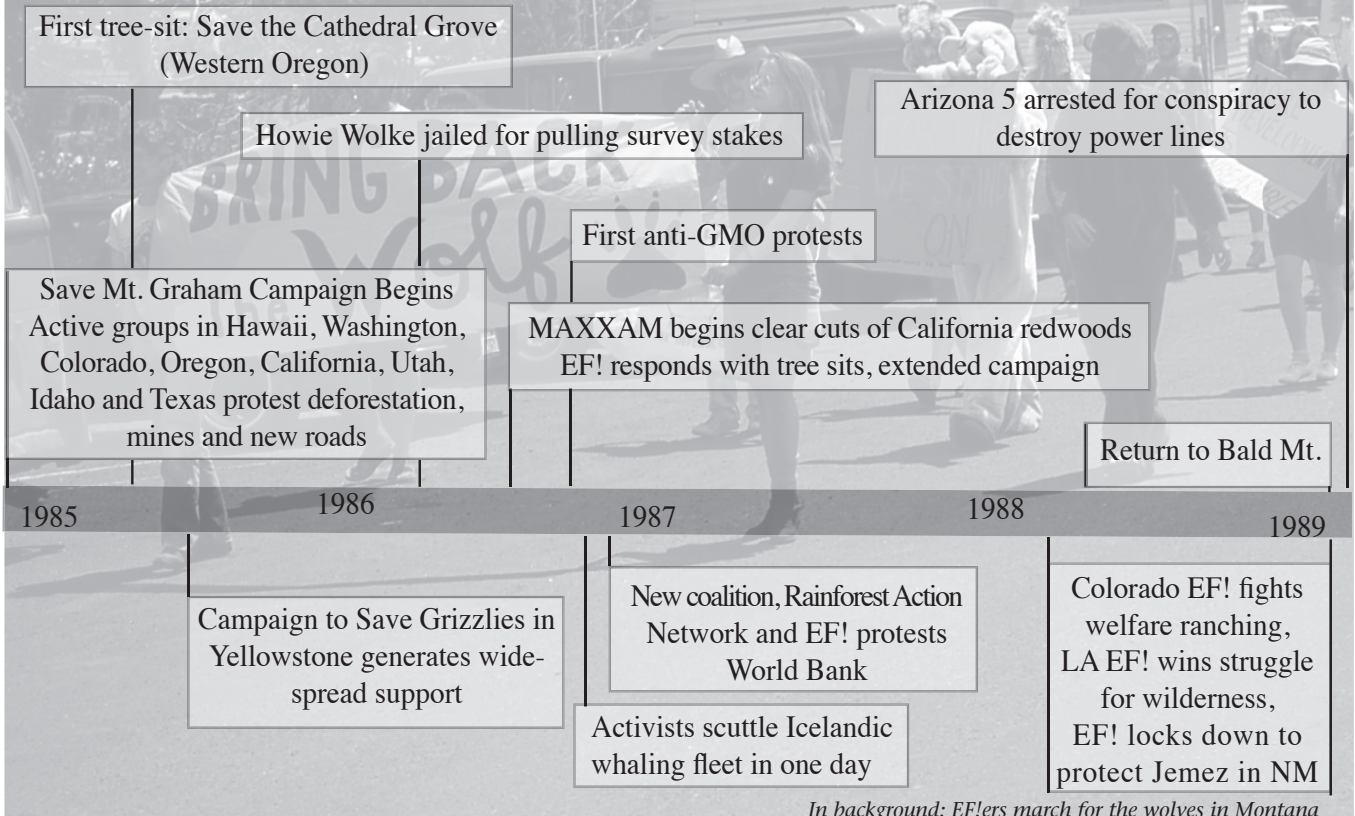 First tree-sit: Save the Cathedral Grove
(Western Oregon)
Howie Wolke jailed for pulling survey stakes
Arizona 5 arrested for conspiracy to
destroy power lines
BRING BACK
the Wolf
ON
First anti-GMO protests
Save Mt. Graham Campaign Begins
Active groups in Hawaii, Washington,
Colorado, Oregon, California, Utah,
Idaho and Texas protest deforestation,
mines and new roads
MAXXAM begins clear cuts of California redwoods
EF! responds with tree sits, extended campaign
Return to Bald Mt.
1985
1986
1987
1988
1989
Campaign to Save Grizzlies in
Yellowstone generates wide-
spread support
New coalition, Rainforest Action
Network and EF! protests
World Bank
Activists scuttle Icelandic
whaling fleet in one day
Colorado EF! fights
welfare ranching,
LA EF! wins struggle
for wilderness,
EF! locks down to
protect Jemez in NM
In background: EF!ers march for the wolves in Montana